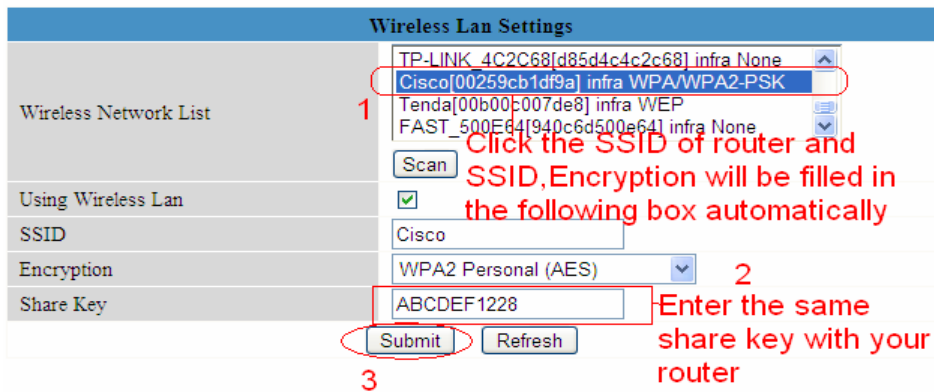 Wireless Lan Settings
Wireless Network List
1
TP-LINK_4C2C68[d85d4c4c2c68] infra None
Cisco[00259cb1df9a] infra WPA/WPA2-PSK
Tenda[00b00c007de8] infra WEP
FAST_500E64[940c6d500e64] infra None
Scan
Click the SSID of router and
SSID,Encryption will be filled in
the following box automatically
Using Wireless Lan
SSID
Cisco
Encryption
WPA2 Personal (AES)
Share Key
ABCDEF1228
2
Enter the same
share key with your
router
Submit
Refresh
3